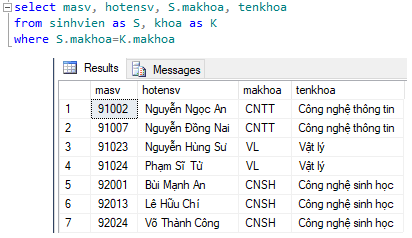 select masv, hotensv, S.makhoa, tenkhoa
from sinhvien as S, khoa as K
where S.makhoa=K.makhoa
Results Messages
masv hotensv makhoa tenkhoa
1 91002 Nguyễn Ngọc An CNTT Công nghệ thông tin
2 91007 Nguyễn Đồng Nai CNTT Công nghệ thông tin
3 91023 Nguyễn Hùng Sư VL Vật lý
4 91024 Phạm Sĩ Tử VL Vật lý
5 92001 Bùi Mạnh An CNSH Công nghệ sinh học
6 92013 Lê Hữu Chí CNSH Công nghệ sinh học
7 92024 Võ Thành Công CNSH Công nghệ sinh học